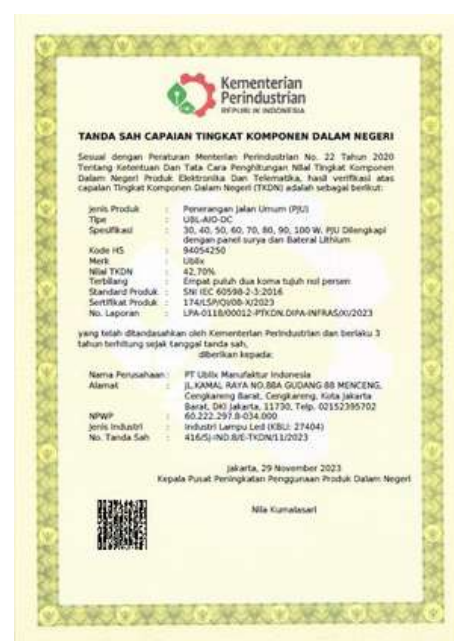 Kementerian
Perindustrian
REPUBLIK INDONESIA
TANDA SAH CAPAIAN TINGKAT KOMPONEN DALAM NEGERI
Sesuai dengan Peraturan Menterian Perindustrian No. 22 Tahun 2020
Tentang Ketentuan Dan Tata Cara Penghitungan Nilai Tingkat Komponen
Dalam Negeri Produk Elektronika Dan Telematika, hasil verifikasi atas
capaian Tingkat Komponen Dalam Negeri (TKDN) adalah sebagai berikut:
Jenis Produk : Penerangan Jalan Umum (PJU)
Tipe : UBL-AIO-DC
Spesifikasi : 30, 40, 50, 60, 70, 80, 90, 100 W. PJU Dilengkapi
dengan panel surya dan Baterai Lithium
Kode HS : 94054250
Merk : Ublix
Nilai TKDN : 42,70%
Terbilang : Empat puluh dua koma tujuh nol persen
Standard Produk : SNI IEC 60598-2-3:2016
Sertifikat Produk : 174/LSP/QI/08-X/2023
No. Laporan : LPA-0118/00012-PTKDN.DIPA-INFRAS/XI/2023
yang telah ditandasahkan oleh Kementerian Perindustrian dan berlaku 3
tahun terhitung sejak tanggal tanda sah,
diberikan kepada:
Nama Perusahaan : PT Ublix Manufaktur Indonesia
Alamat : JL.KAMAL RAYA NO.88A GUDANG 88 MENCENG,
Cengkareng Barat, Cengkareng, Kota Jakarta
Barat, DKI Jakarta, 11730, Telp. 02152395702
NPWP : 60.222.297.8-034.000
Jenis Industri : Industri Lampu Led (KBLI: 27404)
No. Tanda Sah : 416/SJ-IND.8/E-TKDN/11/2023
Jakarta, 29 November 2023
Kepala Pusat Peningkatan Penggunaan Produk Dalam Negeri
Nila Kumalasari